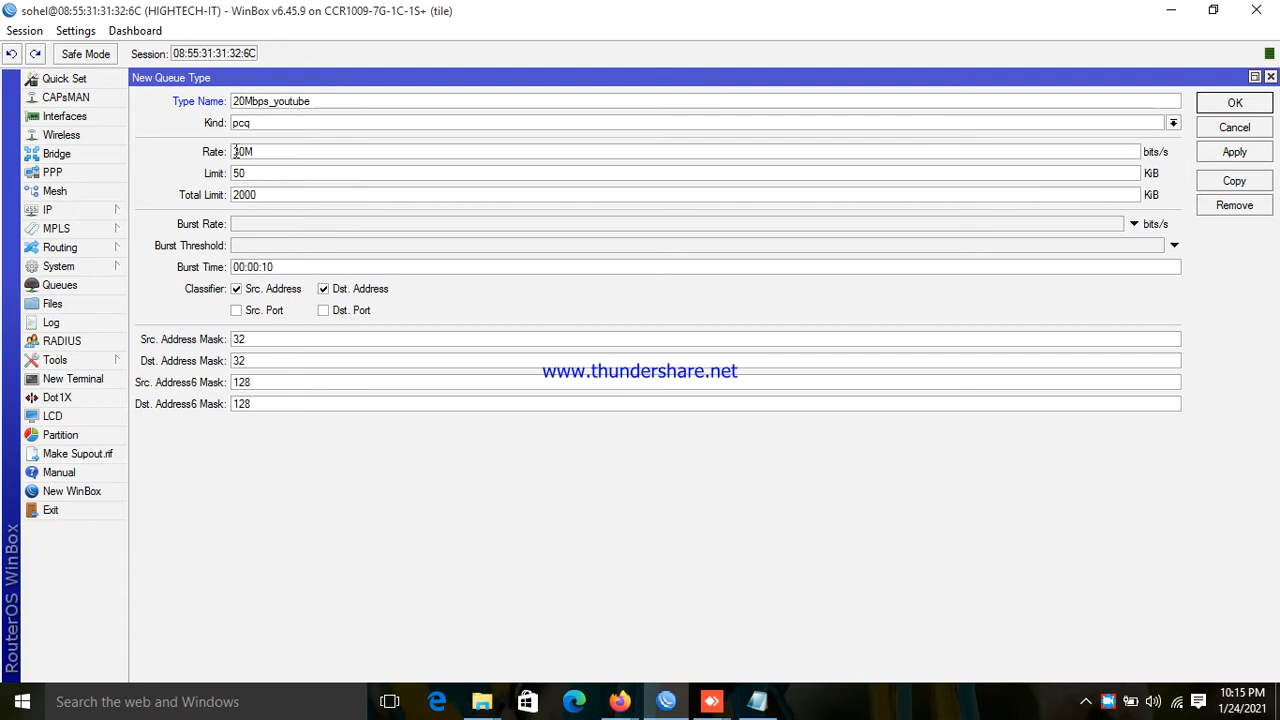 sohel@08:55:31:31:32:6C (HIGHTECH-IT) - WinBox v6.45.9 on CCR1009-7G-1C-1S+ (tile)
Session Settings Dashboard
Safe Mode Session: 08:55:31:31:32:6C
New Queue Type
Quick Set
CAPsMAN
Interfaces
Wireless
Bridge
PPP
Mesh
IP
MPLS
Routing
System
Queues
Files
Log
RADIUS
Tools
New Terminal
Dot1X
LCD
Partition
Make Supout.rif
Manual
New WinBox
Exit
RouterOS WinBox
Type Name: 20Mbps_youtube
Kind: pcq
Rate:
bits/s
Limit: 50 KiB
Total Limit: 2000 KiB
Burst Rate: bits/s
Burst Threshold:
Burst Time: 00:00:10
Classifier: Src. Address Dst. Address
Src. Port Dst. Port
Src. Address Mask: 32
Dst. Address Mask: 32
Src. Address6 Mask: 128
Dst. Address6 Mask: 128
OK
Cancel
Apply
Copy
Remove
www.thundershare.net
Search the web and Windows
10:15 PM
1/24/2021